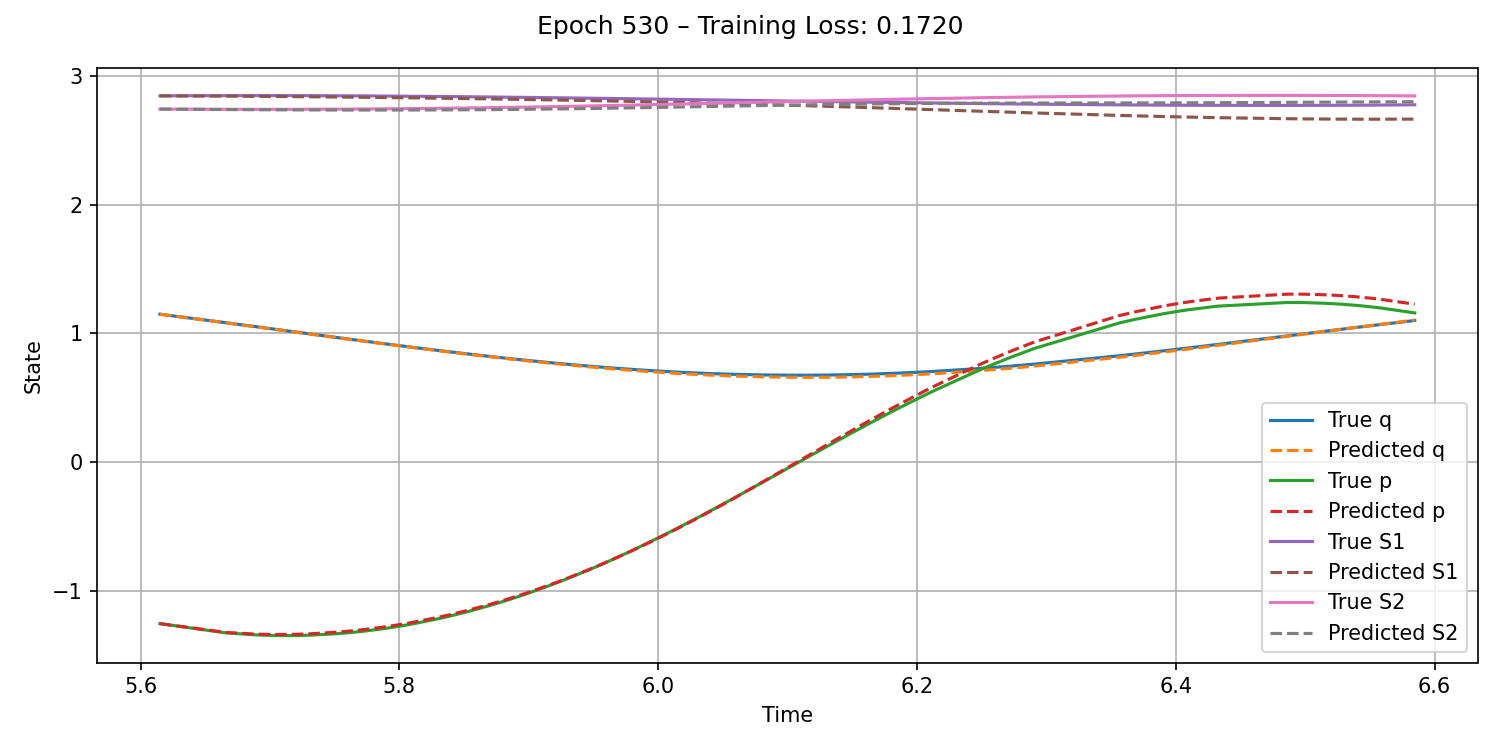 Epoch 530 – Training Loss: 0.1720
3
2
1
0
−1
State
5.6
5.8
6.0
6.2
6.4
6.6
Time
True q
Predicted q
True p
Predicted p
True S1
Predicted S1
True S2
Predicted S2